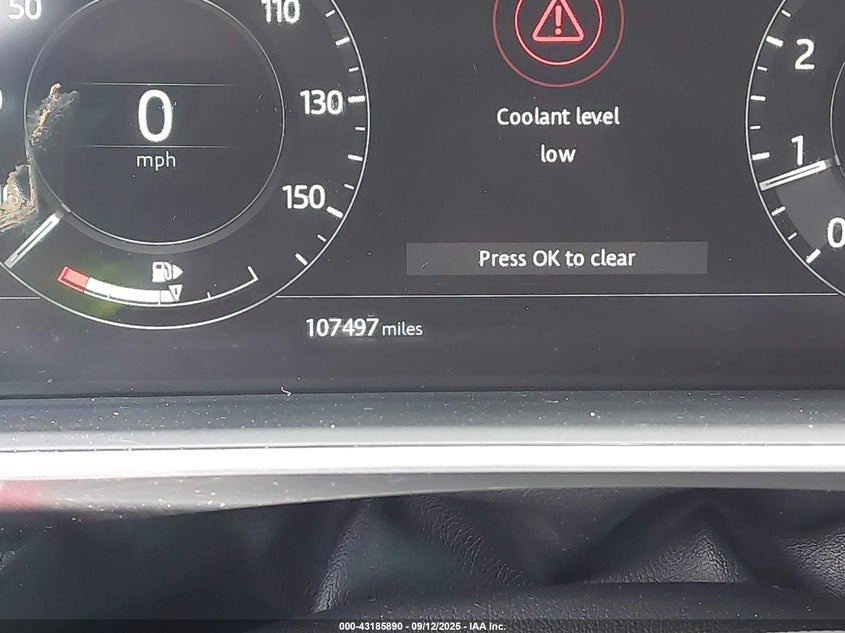 50
110
130
150
0
mph
Coolant level
low
Press OK to clear
107497 miles
2
1
0
000-43185890 - 09/12/2025 - IAA Inc.